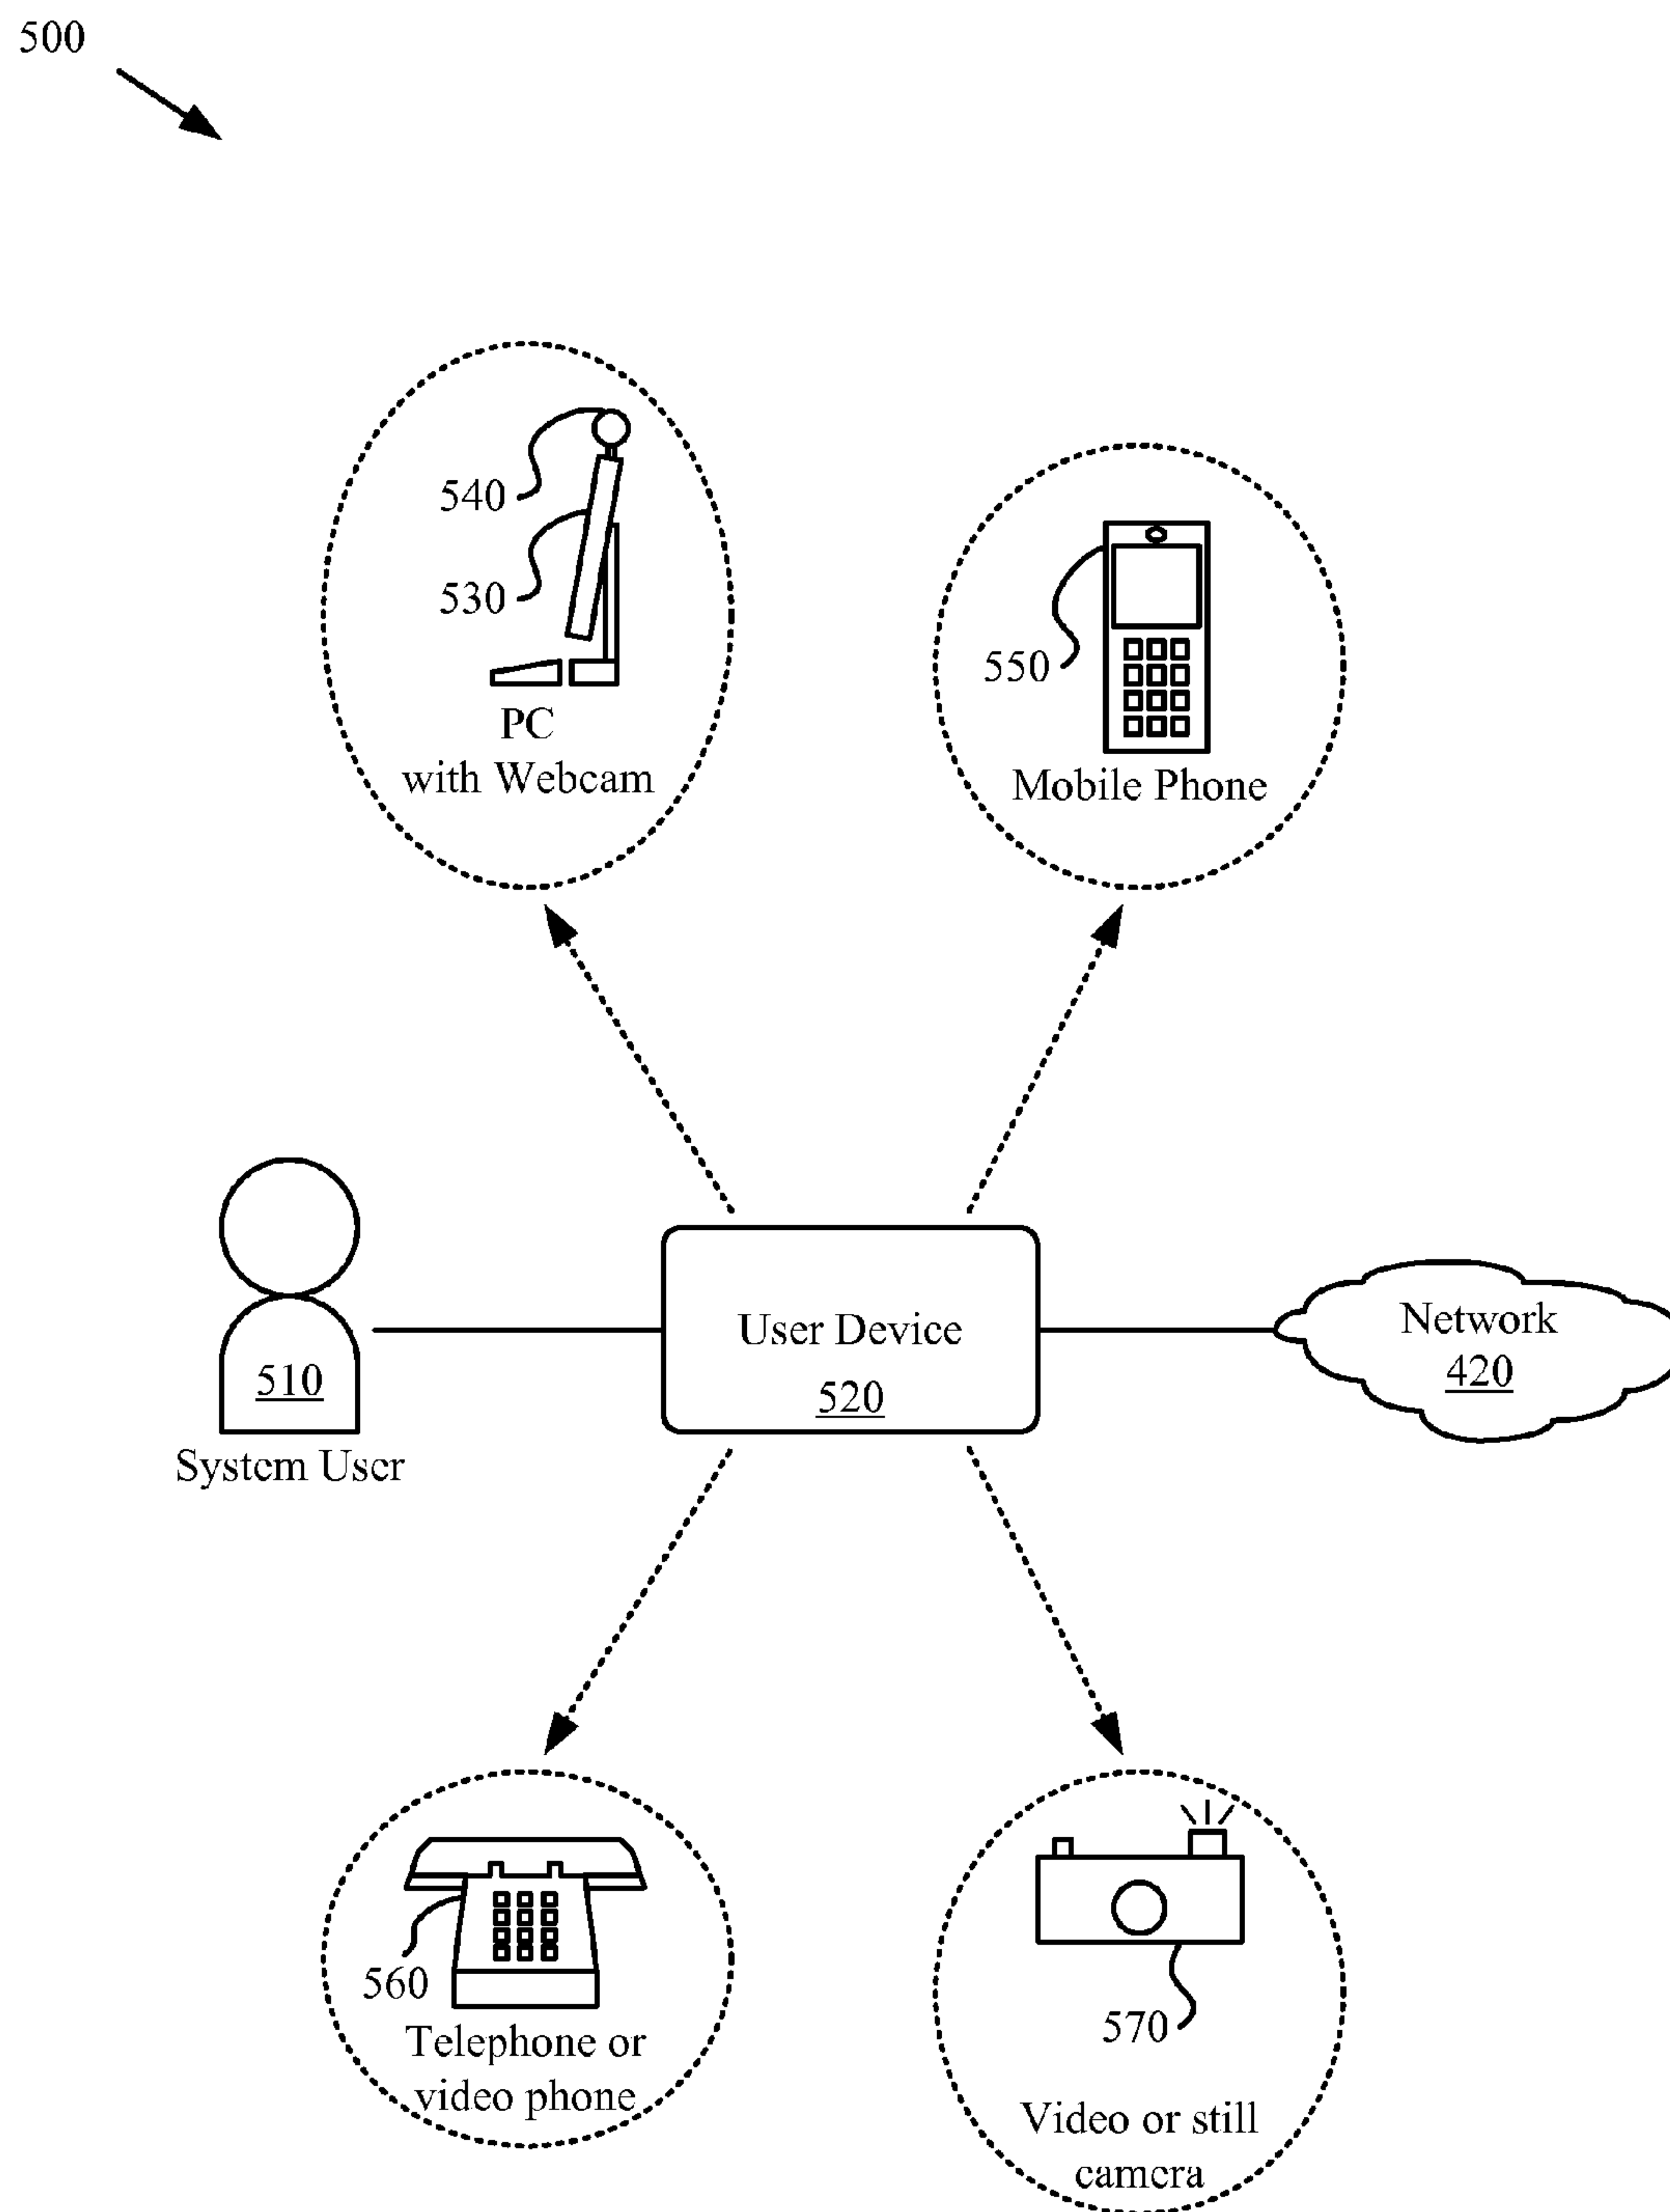 500
540
530
PC
with Webcam
550
Mobile Phone
510
System User
User Device
520
Network
420
560
Telephone or
video phone
570
Video or still
camera